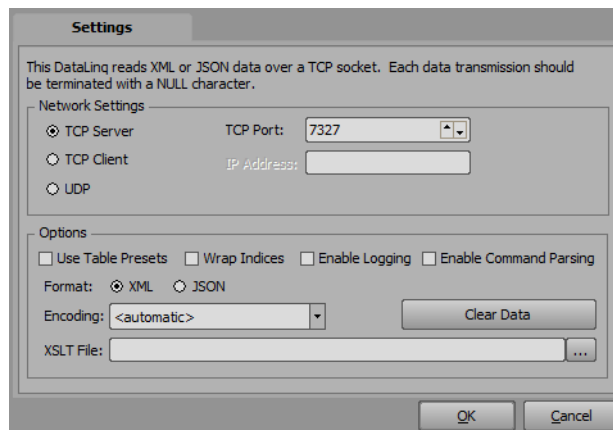 Settings
This DataLinq reads XML or JSON data over a TCP socket. Each data transmission should
be terminated with a NULL character.
Network Settings
TCP Server TCP Port: 7327
TCP Client IP Address:
UDP
Options
Use Table Presets Wrap Indices Enable Logging Enable Command Parsing
Format: XML JSON
Encoding: <automatic> Clear Data
XSLT File: ...
OK Cancel